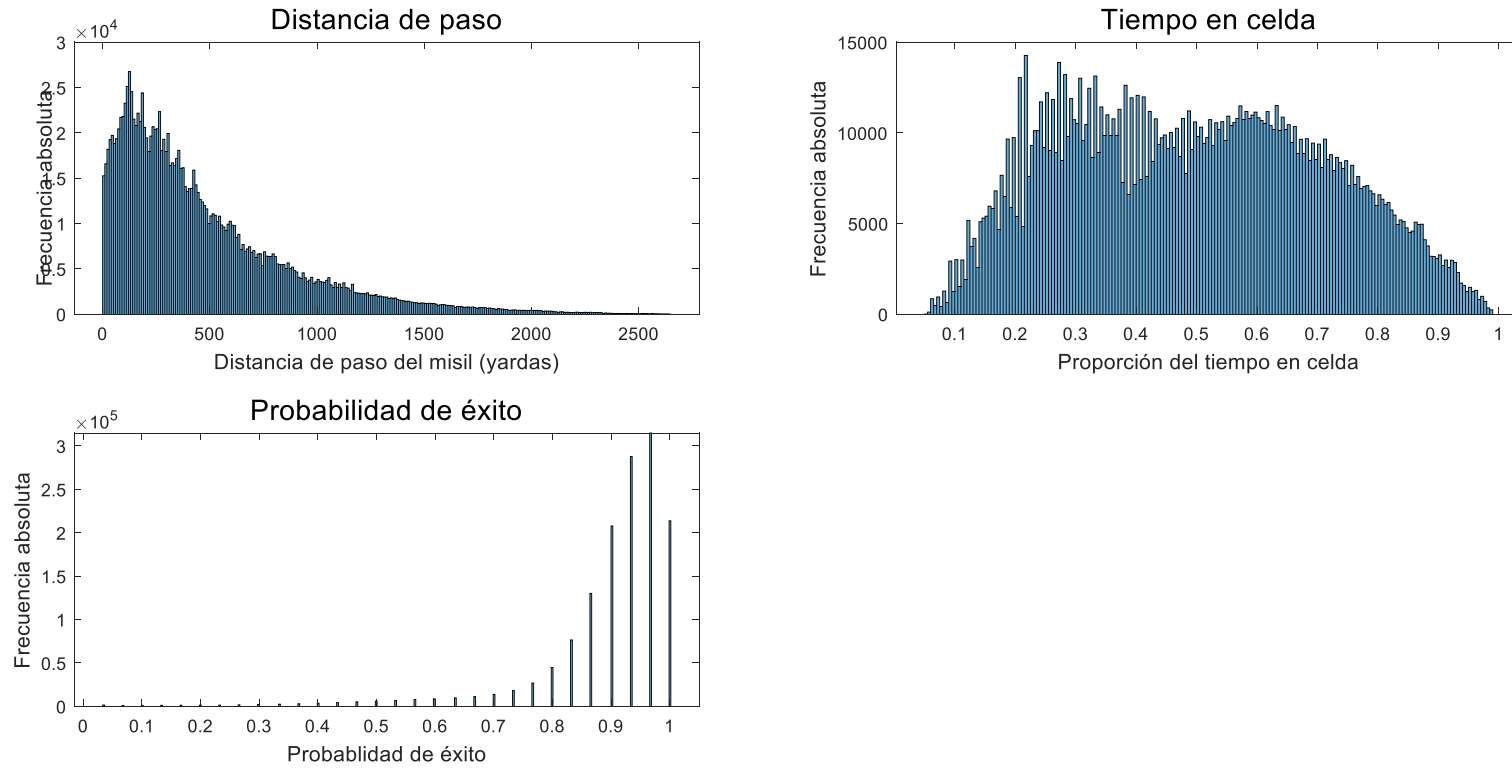 Distancia de paso
×10⁴
3
2.5
2
1.5
1
0.5
0
Frecuencia absoluta
0 500 1000 1500 2000 2500
Distancia de paso del misil (yardas)
Tiempo en celda
15000
10000
5000
0
Frecuencia absoluta
0.1 0.2 0.3 0.4 0.5 0.6 0.7 0.8 0.9 1
Proporción del tiempo en celda
Probabilidad de éxito
×10⁵
3
2.5
2
1.5
1
0.5
0
Frecuencia absoluta
0 0.1 0.2 0.3 0.4 0.5 0.6 0.7 0.8 0.9 1
Probablidad de éxito